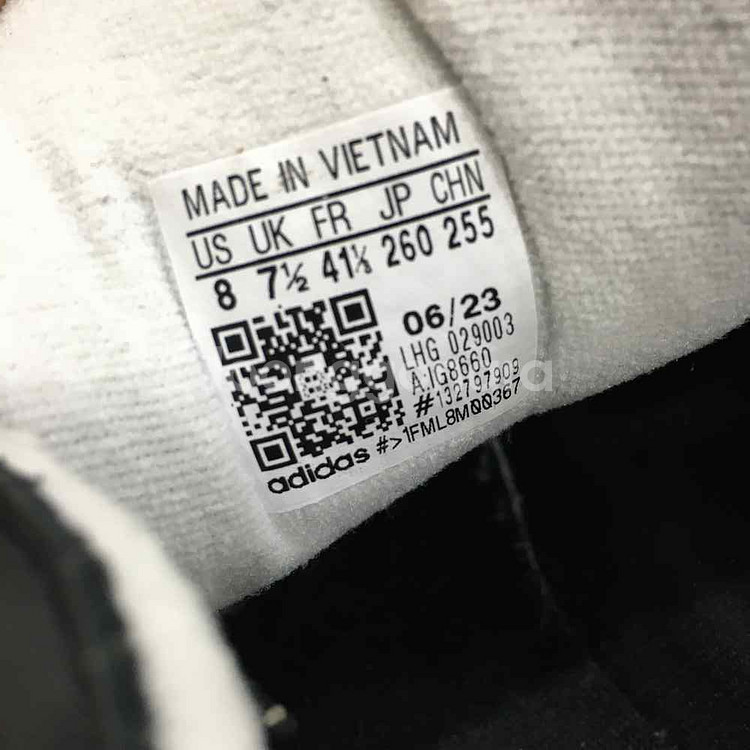 MADE IN VIETNAM
US UK FR JP CHN
8 7½ 41⅓ 260 255
06/23
LHG 029003
A:IG8660
#132797909
adidas #>1FML8M00367